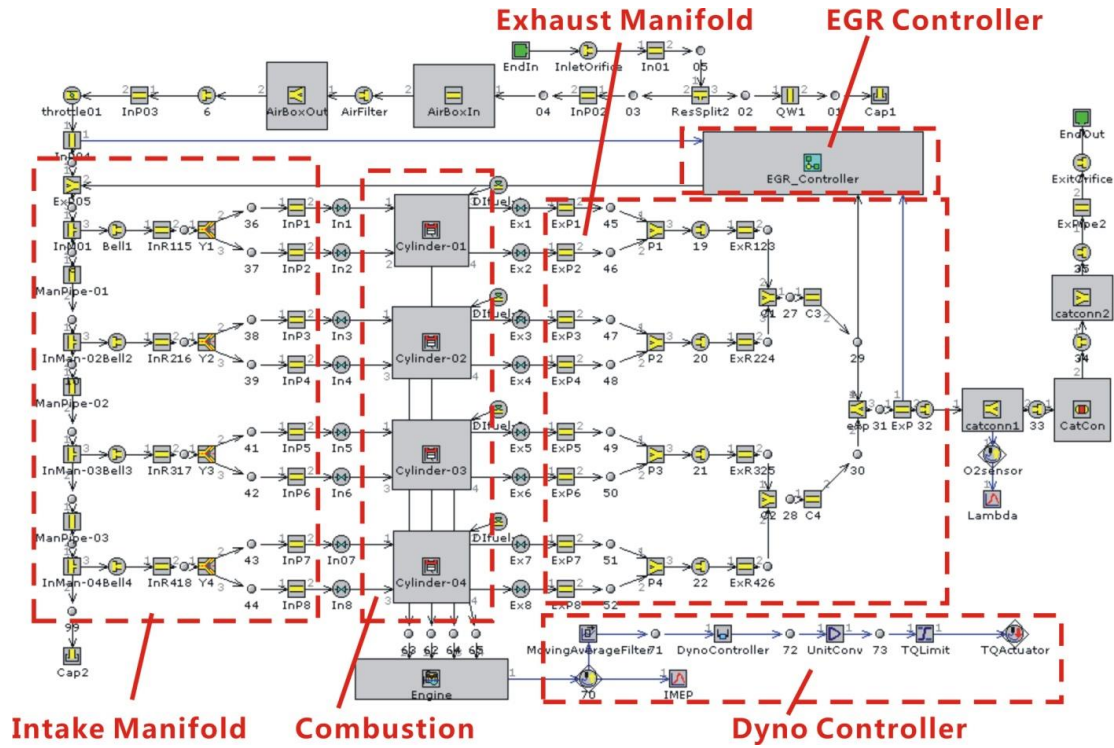 Exhaust Manifold
EGR Controller
EndIn
InletOrifice
In01
05
throttle01
InP03
6
AirBoxOut
AirFilter
AirBoxIn
04
InP02
03
ResSplit2
02
QW1
01
Cap1
EndOut
ExitOrifice
ExPipe2
35
catconn2
34
EGR_Controller
Bell1
InR115
Y1
36
InP1
In1
37
InP2
In2
Cylinder-01
Ex1
ExP1
45
Ex2
ExP2
46
P1
19
ExR123
ManPipe-01
C1
27
C3
InMan-02
Bell2
InR216
Y2
38
InP3
In3
39
InP4
In4
Cylinder-02
Ex3
ExP3
47
Ex4
ExP4
48
P2
20
ExR224
29
ManPipe-02
31
ExP
32
catconn1
33
CatCon
InMan-03
Bell3
InR317
Y3
41
InP5
In5
42
InP6
In6
Cylinder-03
Ex5
ExP5
49
Ex6
ExP6
50
P3
21
ExR325
30
O2sensor
Lambda
28
C4
ManPipe-03
InMan-04
Bell4
InR418
Y4
43
InP7
In07
44
InP8
In8
Cylinder-04
Ex7
ExP7
51
Ex8
ExP8
52
P4
22
ExR426
99
Cap2
63
62
64
65
Engine
MovingAverageFilter
71
DynoController
72
UnitConv
73
TQLimit
TQActuator
70
IMEP
Intake Manifold
Combustion
Dyno Controller